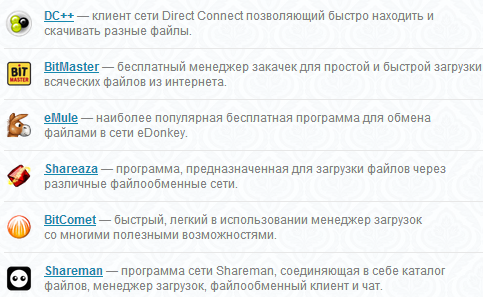 DC++ — клиент сети Direct Connect позволяющий быстро находить и
скачивать разные файлы.
BIT
MASTER
BitMaster — бесплатный менеджер закачек для простой и быстрой загрузки
всяческих файлов из интернета.
eMule — наиболее популярная бесплатная программа для обмена
файлами в сети eDonkey.
Shareaza — программа, предназначенная для загрузки файлов через
различные файлообменные сети.
BitComet — быстрый, легкий в использовании менеджер загрузок
со многими полезными возможностями.
Shareman — программа сети Shareman, соединяющая в себе каталог
файлов, менеджер загрузок, файлообменный клиент и чат.